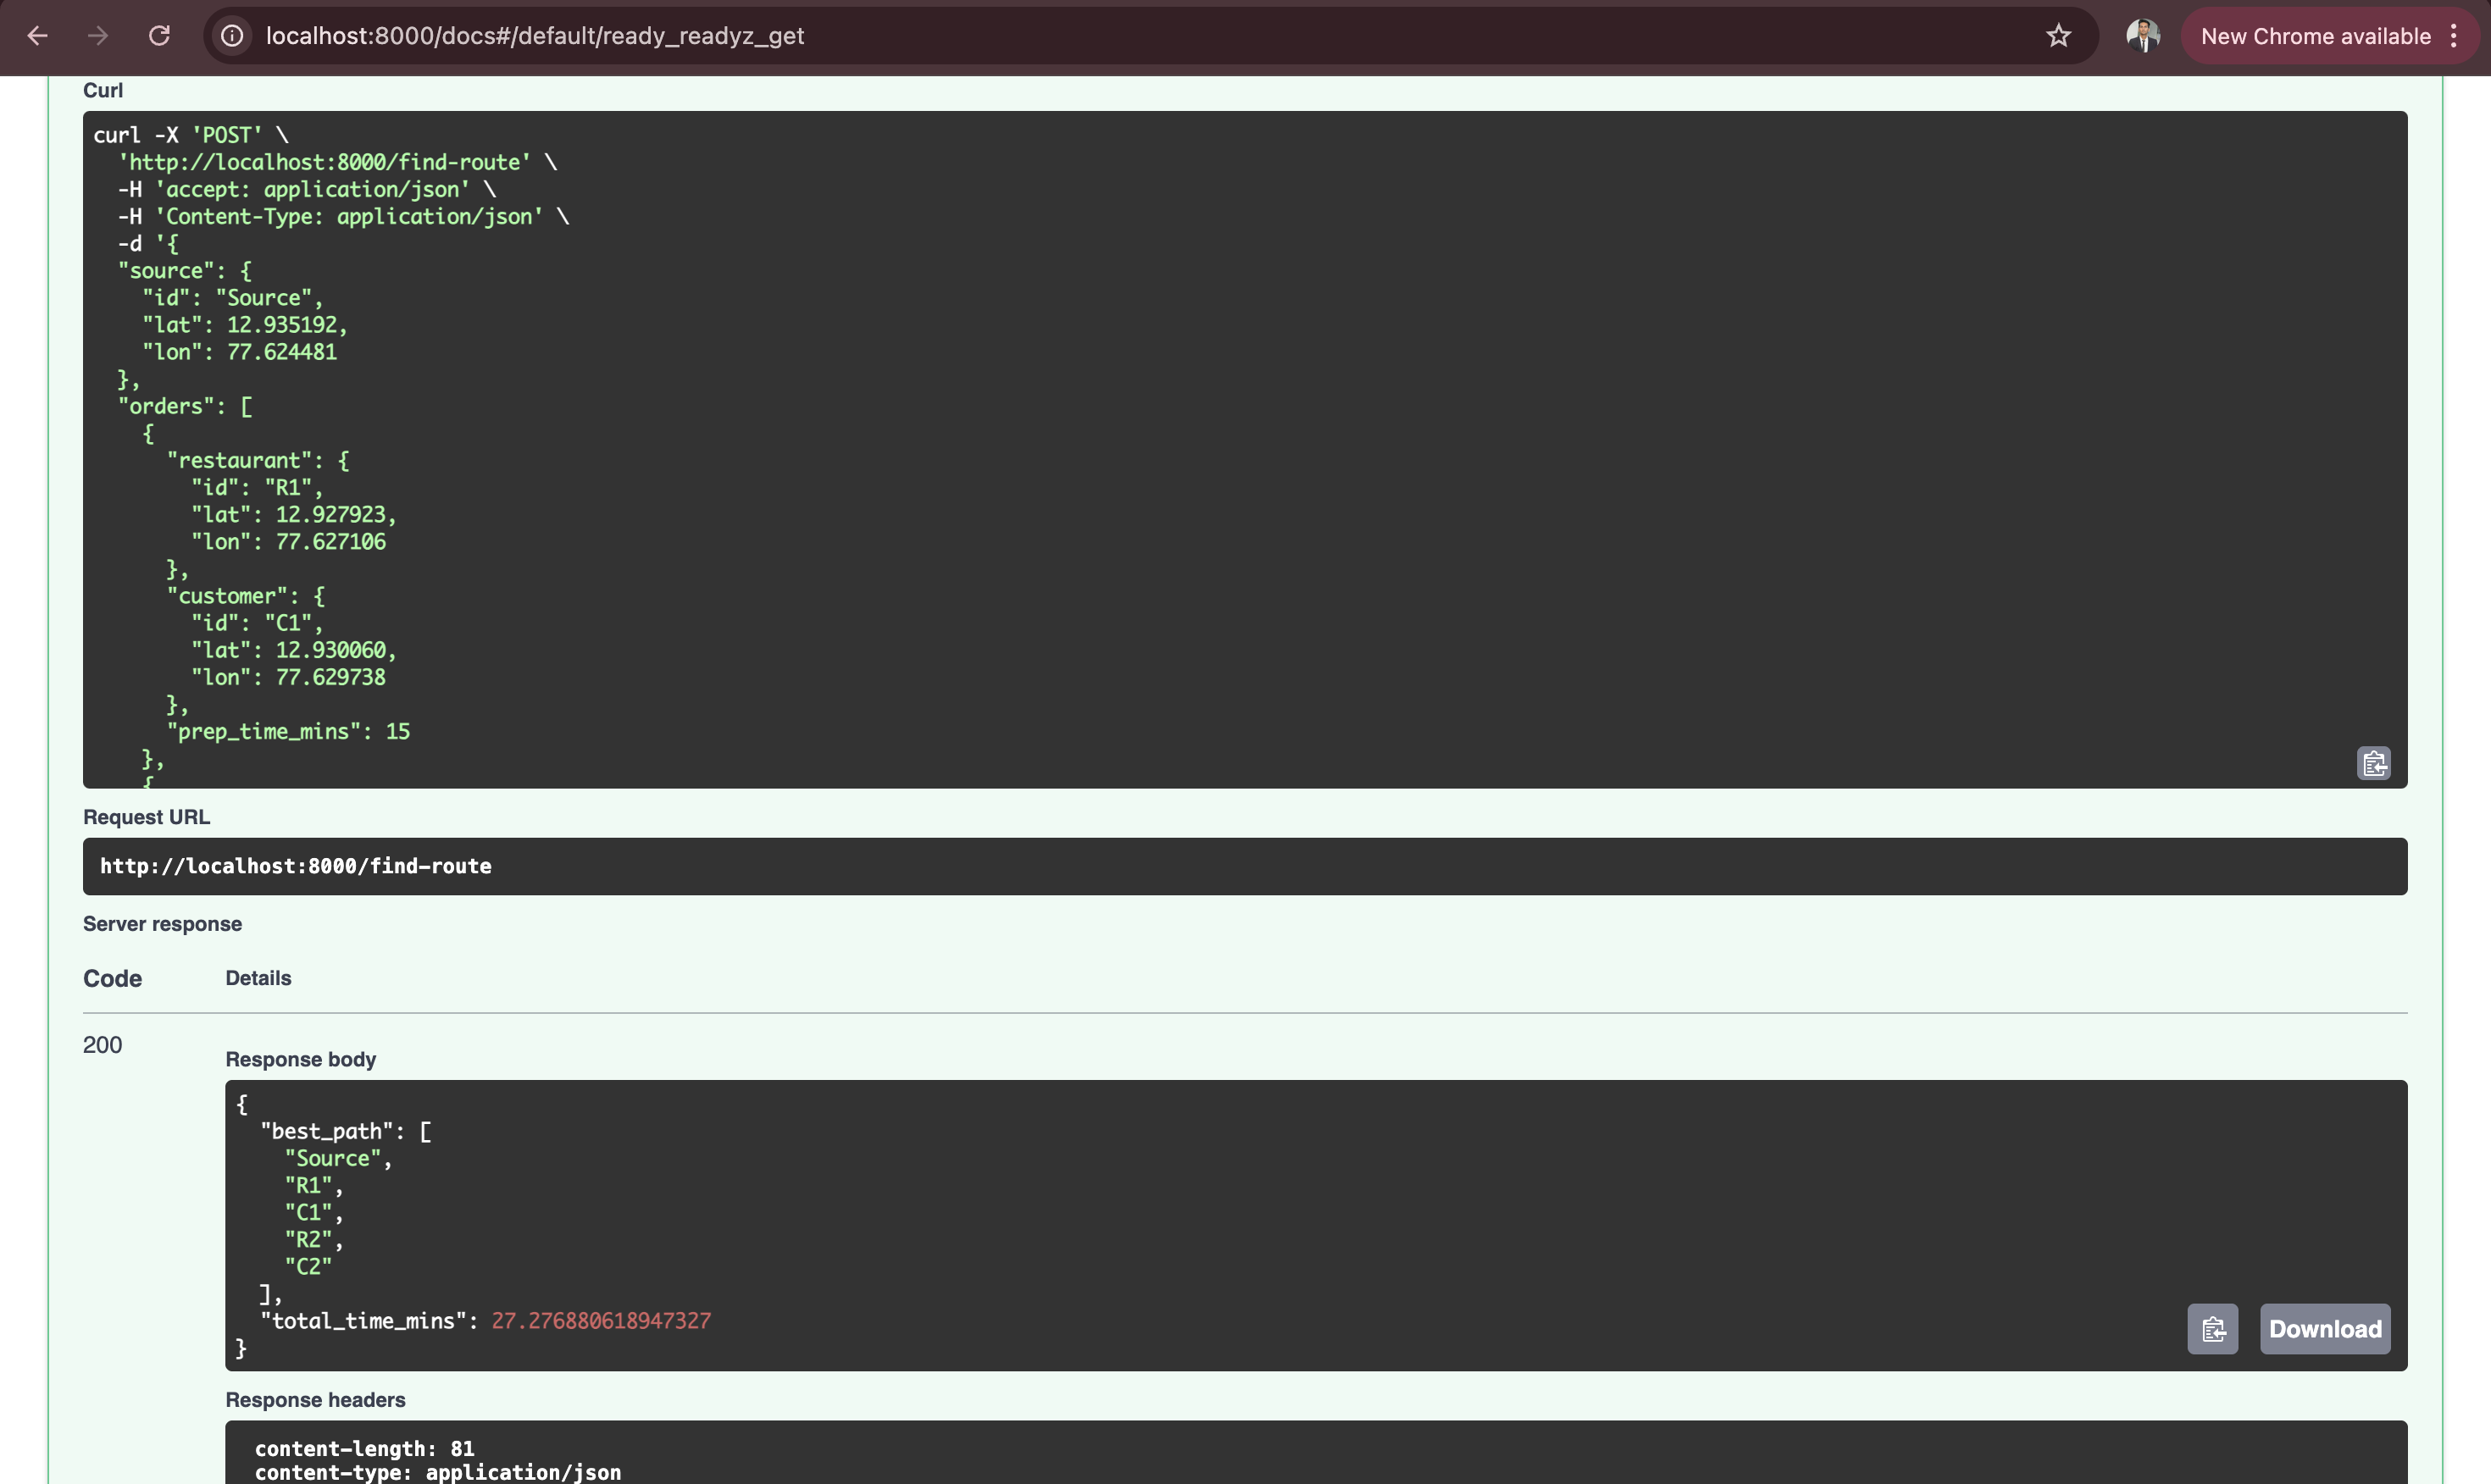 localhost:8000/docs#/default/ready_readyz_get
New Chrome available
Curl
curl -X 'POST' \
'http://localhost:8000/find-route' \
-H 'accept: application/json' \
-H 'Content-Type: application/json' \
-d '{
"source": {
"id": "Source",
"lat": 12.935192,
"lon": 77.624481
},
"orders": [
{
"restaurant": {
"id": "R1",
"lat": 12.927923,
"lon": 77.627106
},
"customer": {
"id": "C1",
"lat": 12.930060,
"lon": 77.629738
},
"prep_time_mins": 15
},
{
Request URL
http://localhost:8000/find-route
Server response
Code Details
200
Response body
{
"best_path": [
"Source",
"R1",
"C1",
"R2",
"C2"
],
"total_time_mins": 27.276880618947327
}
Download
Response headers
content-length: 81
content-type: application/json